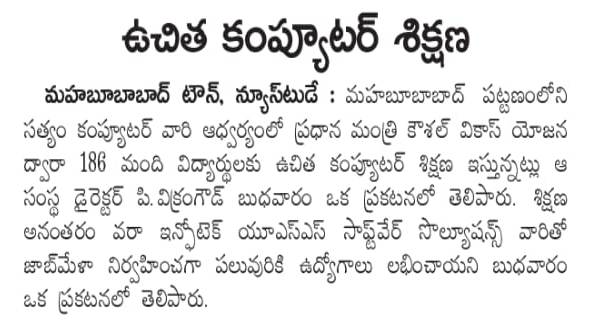 ఉచిత కంప్యూటర్ శిక్షణ
మహబూబాబాద్ టౌన్, న్యూస్‌టుడే : మహబూబాబాద్ పట్టణంలోని
సత్యం కంప్యూటర్ వారి ఆధ్వర్యంలో ప్రధాన మంత్రి కౌశల్ వికాస్ యోజన
ద్వారా 186 మంది విద్యార్థులకు ఉచిత కంప్యూటర్ శిక్షణ ఇస్తున్నట్లు ఆ
సంస్థ డైరెక్టర్ పి.విక్రంగౌడ్ బుధవారం ఒక ప్రకటనలో తెలిపారు. శిక్షణ
అనంతరం వరా ఇన్ఫోటెక్ యూఎస్ఎస్ సాఫ్ట్‌వేర్ సొల్యూషన్స్ వారితో
జాబ్‌మేళా నిర్వహించగా పలువురికి ఉద్యోగాలు లభించాయని బుధవారం
ఒక ప్రకటనలో తెలిపారు.